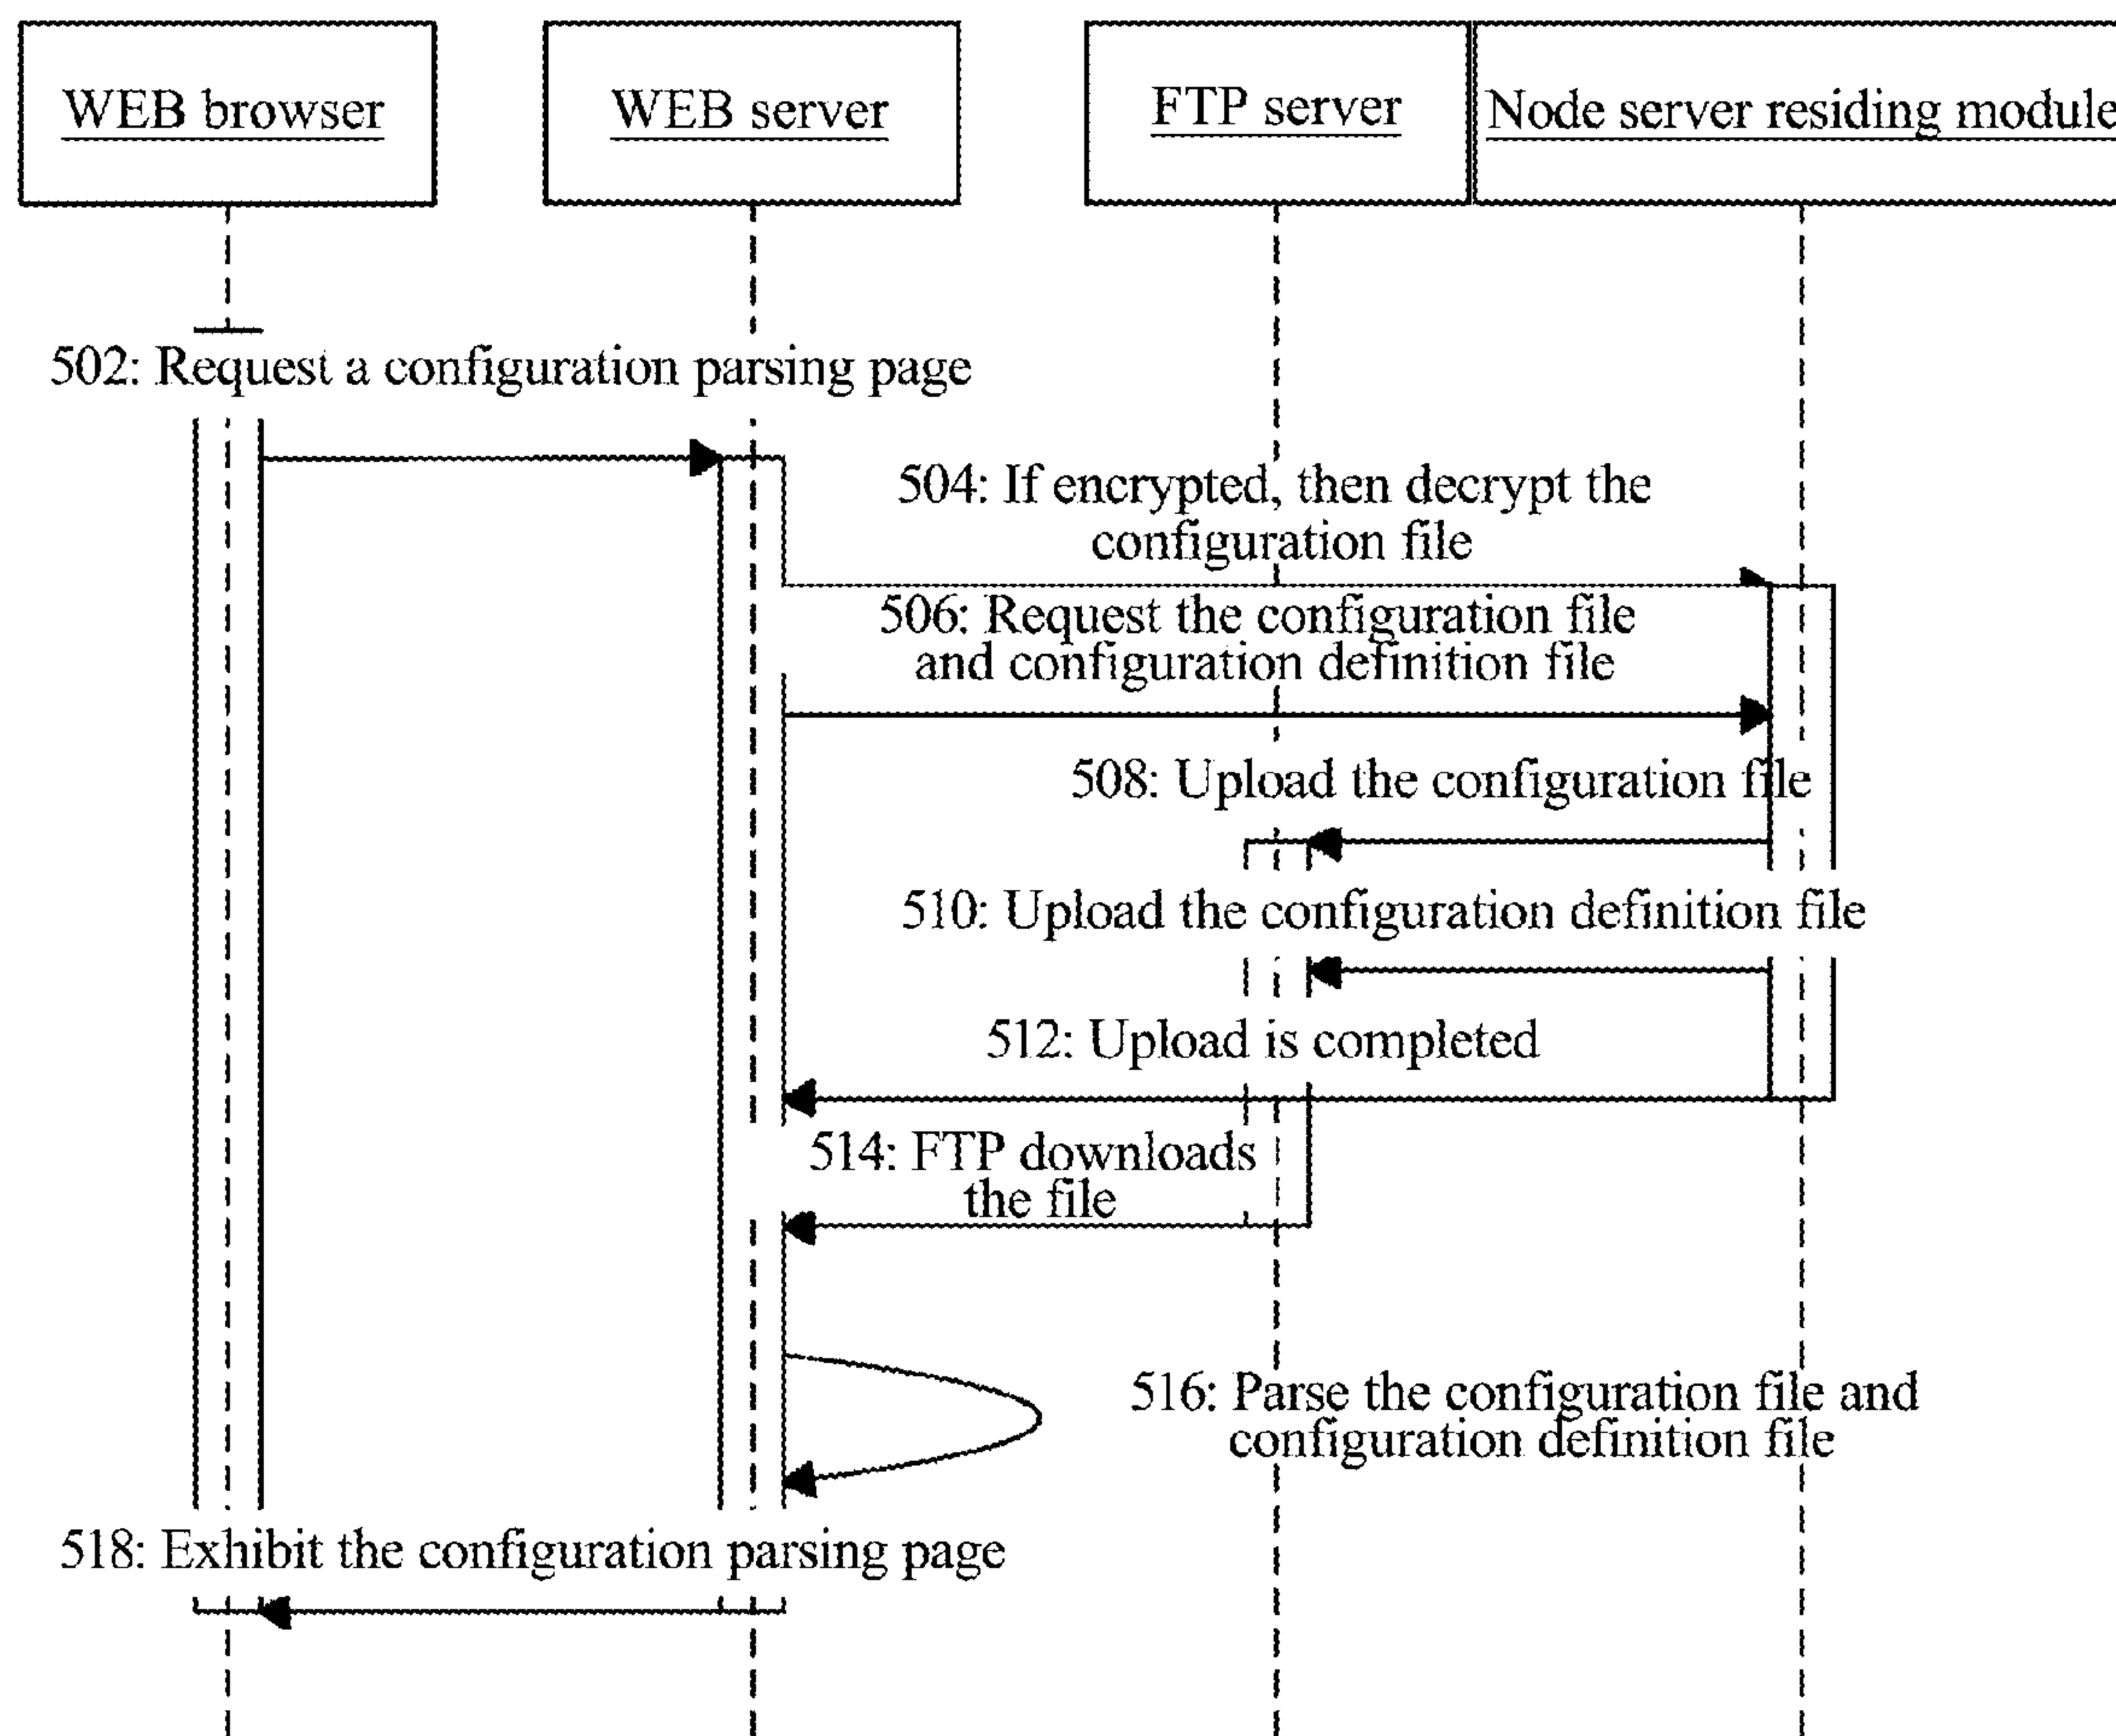 WEB browser
WEB server
FTP server
Node server residing module
502: Request a configuration parsing page
504: If encrypted, then decrypt the
configuration file
506: Request the configuration file
and configuration definition file
508: Upload the configuration file
510: Upload the configuration definition file
512: Upload is completed
514: FTP downloads
the file
516: Parse the configuration file and
configuration definition file
518: Exhibit the configuration parsing page